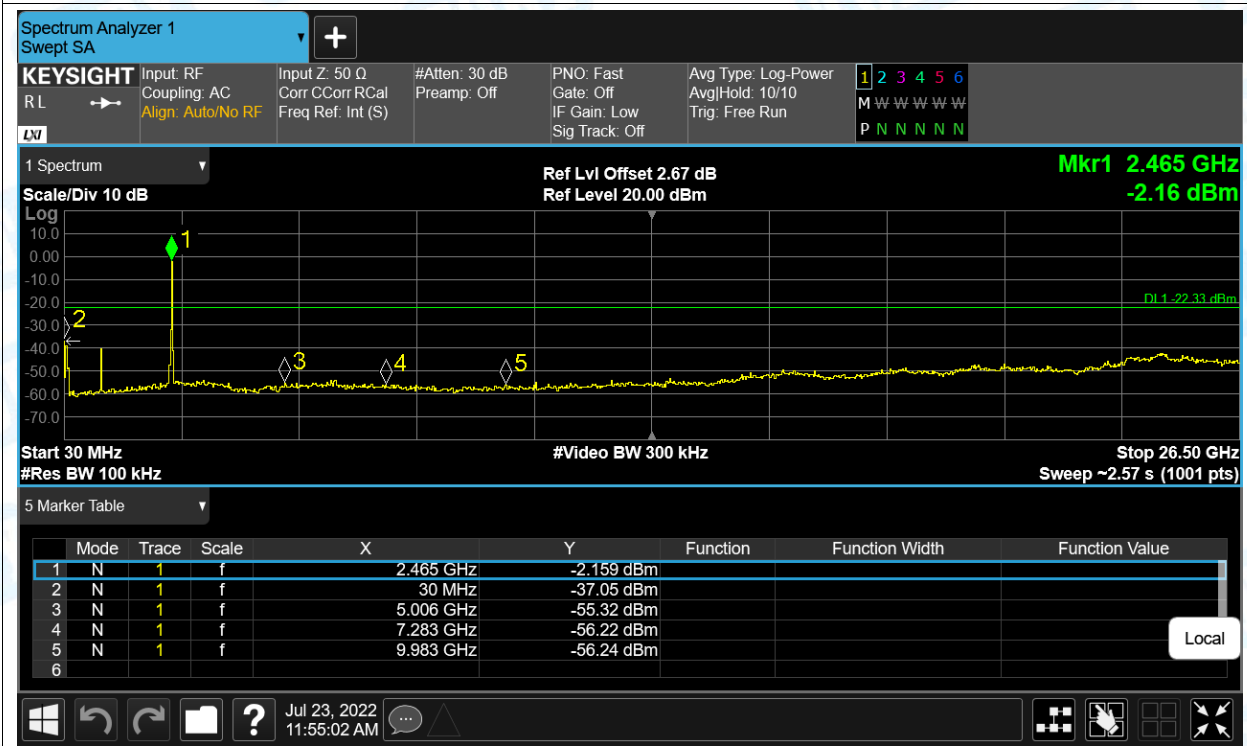 Spectrum Analyzer 1
Swept SA
KEYSIGHT Input: RF Input Z: 50 Ω #Atten: 30 dB PNO: Fast Avg Type: Log-Power 1 2 3 4 5 6
R L Coupling: AC Corr CCorr RCal Preamp: Off Gate: Off Avg|Hold: 10/10 M W W W W W W
Align: Auto/No RF Freq Ref: Int (S) IF Gain: Low Trig: Free Run
LXI Sig Track: Off P N N N N N
1 Spectrum Ref Lvl Offset 2.67 dB Mkr1 2.465 GHz
Scale/Div 10 dB Ref Level 20.00 dBm -2.16 dBm
Log
10.0
1
0.00
-10.0
-20.0
DL1 -22.33 dBm
-30.0
2
-40.0
-50.0
3 4 5
-60.0
-70.0
Start 30 MHz #Video BW 300 kHz Stop 26.50 GHz
#Res BW 100 kHz Sweep ~2.57 s (1001 pts)
5 Marker Table
Mode Trace Scale X Y Function Function Width Function Value
1 N 1 f 2.465 GHz -2.159 dBm
2 N 1 f 30 MHz -37.05 dBm
3 N 1 f 5.006 GHz -55.32 dBm
4 N 1 f 7.283 GHz -56.22 dBm
5 N 1 f 9.983 GHz -56.24 dBm
6
Local
? Jul 23, 2022
11:55:02 AM